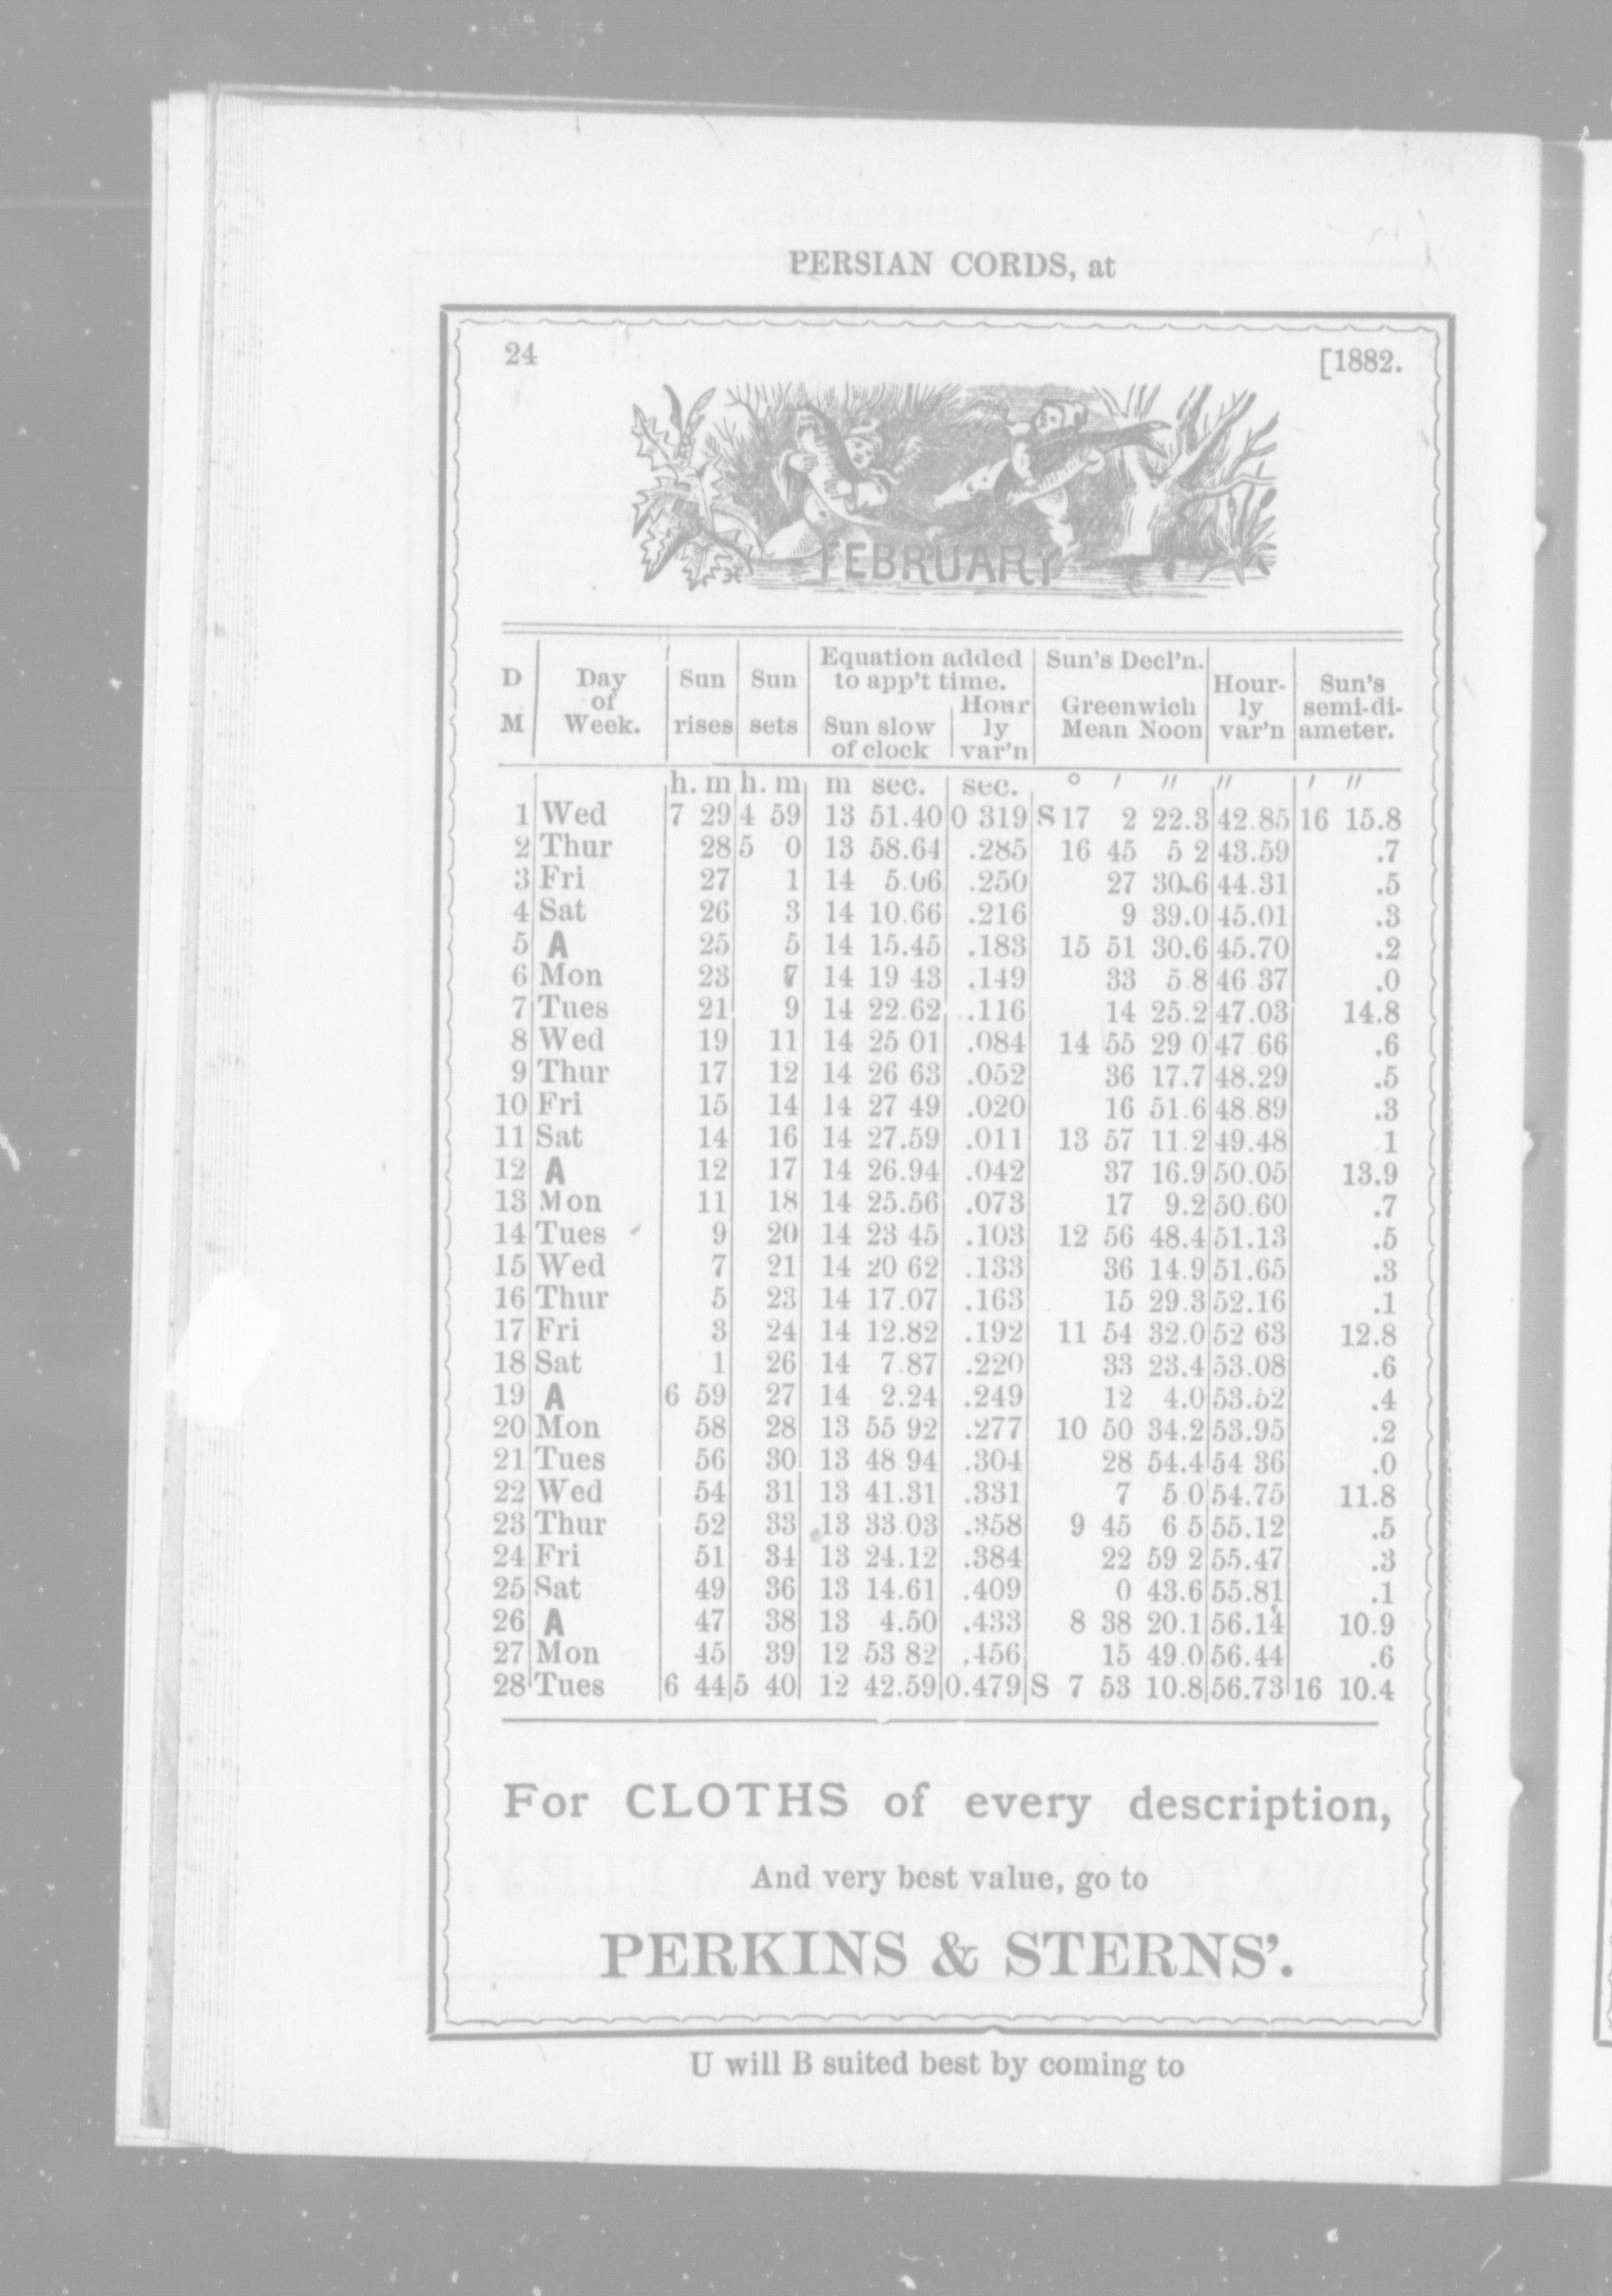 PERSIAN CORDS, at
24 [1882.
FEBRUARY
D M Day of Week. Sun rises Sun sets Equation added to app't time. Sun slow of clock Hour ly var'n Sun's Decl'n. Greenwich Mean Noon Hour- ly var'n Sun's semi-di- ameter.
h. m h. m m sec. sec. ° ′ ″ ″ ′ ″
1 Wed 7 29 4 59 13 51.40 0 319 S 17 2 22.3 42.85 16 15.8
2 Thur 28 5 0 13 58.64 .285 16 45 5 2 43.59 .7
3 Fri 27 1 14 5.06 .250 27 30.6 44.31 .5
4 Sat 26 3 14 10.66 .216 9 39.0 45.01 .3
5 A 25 5 14 15.45 .183 15 51 30.6 45.70 .2
6 Mon 23 7 14 19 43 .149 33 5.8 46 37 .0
7 Tues 21 9 14 22.62 .116 14 25.2 47.03 14.8
8 Wed 19 11 14 25 01 .084 14 55 29 0 47 66 .6
9 Thur 17 12 14 26 63 .052 36 17.7 48.29 .5
10 Fri 15 14 14 27 49 .020 16 51.6 48.89 .3
11 Sat 14 16 14 27.59 .011 13 57 11.2 49.48 .1
12 A 12 17 14 26.94 .042 37 16.9 50.05 13.9
13 Mon 11 18 14 25.56 .073 17 9.2 50.60 .7
14 Tues 9 20 14 23 45 .103 12 56 48.4 51.13 .5
15 Wed 7 21 14 20 62 .133 36 14.9 51.65 .3
16 Thur 5 23 14 17.07 .163 15 29.3 52.16 .1
17 Fri 3 24 14 12.82 .192 11 54 32.0 52 63 12.8
18 Sat 1 26 14 7.87 .220 33 23.4 53.08 .6
19 A 6 59 27 14 2.24 .249 12 4.0 53.52 .4
20 Mon 58 28 13 55 92 .277 10 50 34.2 53.95 .2
21 Tues 56 30 13 48 94 .304 28 54.4 54 36 .0
22 Wed 54 31 13 41.31 .331 7 5.0 54.75 11.8
23 Thur 52 33 13 33.03 .358 9 45 6 5 55.12 .5
24 Fri 51 34 13 24.12 .384 22 59 2 55.47 .3
25 Sat 49 36 13 14.61 .409 0 43.6 55.81 .1
26 A 47 38 13 4.50 .433 8 38 20.1 56.14 10.9
27 Mon 45 39 12 53 82 .456 15 49.0 56.44 .6
28 Tues 6 44 5 40 12 42.59 0.479 S 7 53 10.8 56.73 16 10.4
For CLOTHS of every description,
And very best value, go to
PERKINS & STERNS'.
U will B suited best by coming to